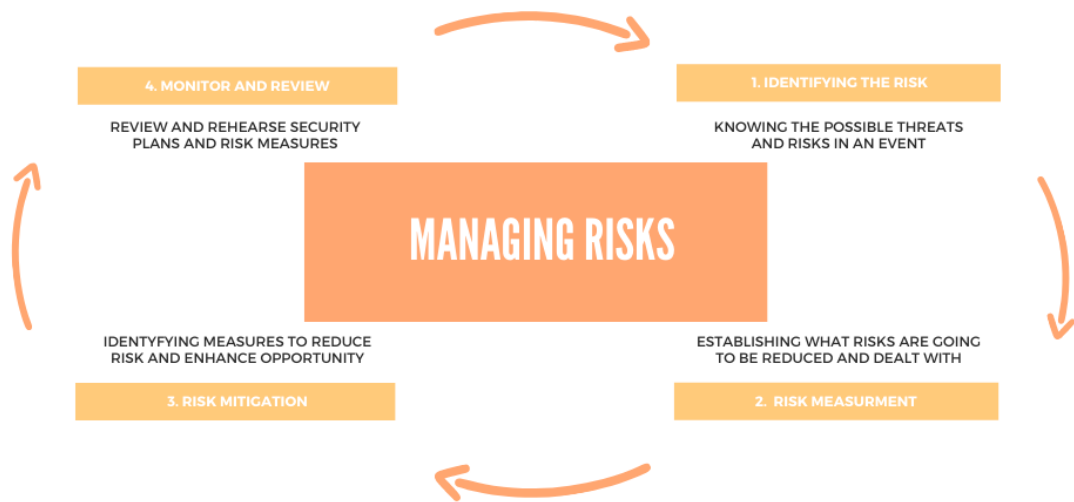 4. MONITOR AND REVIEW
REVIEW AND REHEARSE SECURITY
PLANS AND RISK MEASURES
1. IDENTIFYING THE RISK
KNOWING THE POSSIBLE THREATS
AND RISKS IN AN EVENT
MANAGING RISKS
IDENTYFYING MEASURES TO REDUCE
RISK AND ENHANCE OPPORTUNITY
3. RISK MITIGATION
ESTABLISHING WHAT RISKS ARE GOING
TO BE REDUCED AND DEALT WITH
2. RISK MEASURMENT